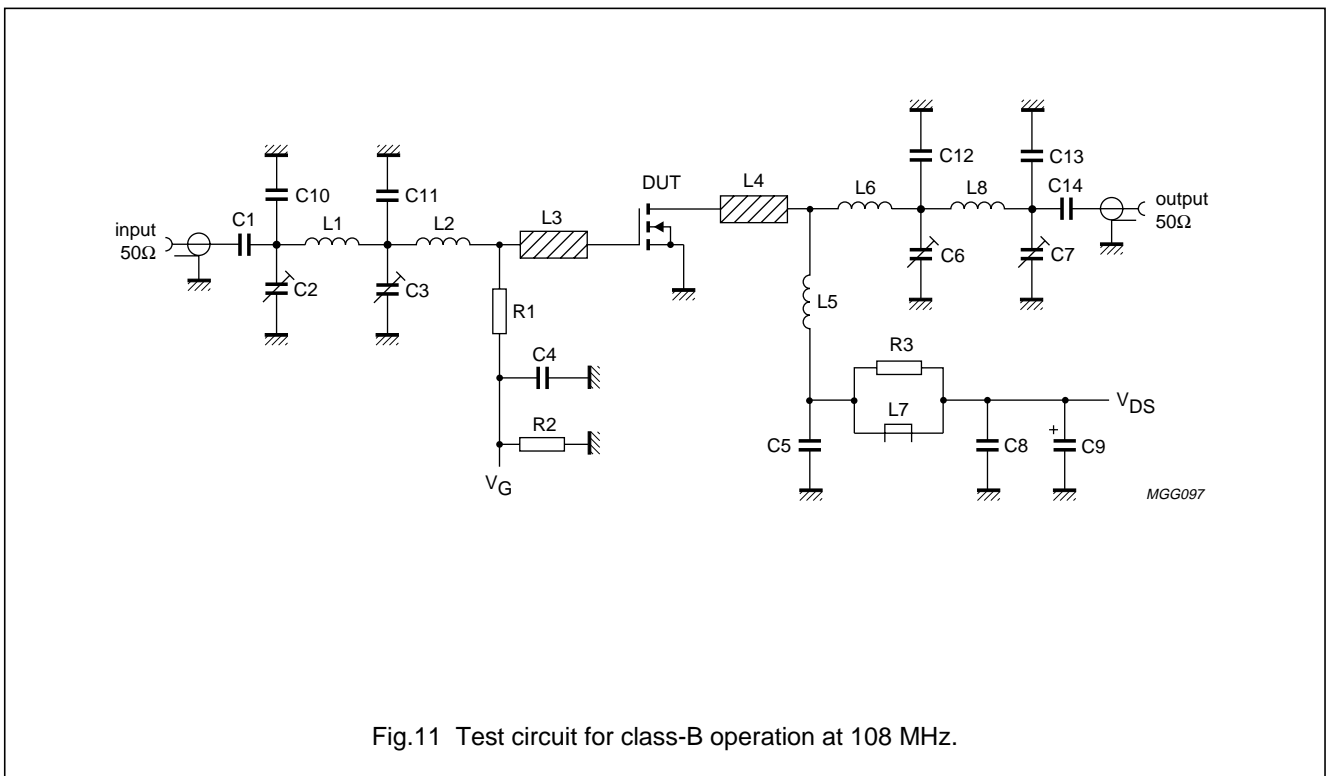 C12
C13
C10
C11
DUT
L4
L6
L8
C14
output
50Ω
C1
L1
L2
L3
input
50Ω
C2
C3
C6
C7
R1
L5
C4
R3
R2
L7
V_DS
C5
+
C8
C9
V_G
MGG097
Fig.11 Test circuit for class-B operation at 108 MHz.